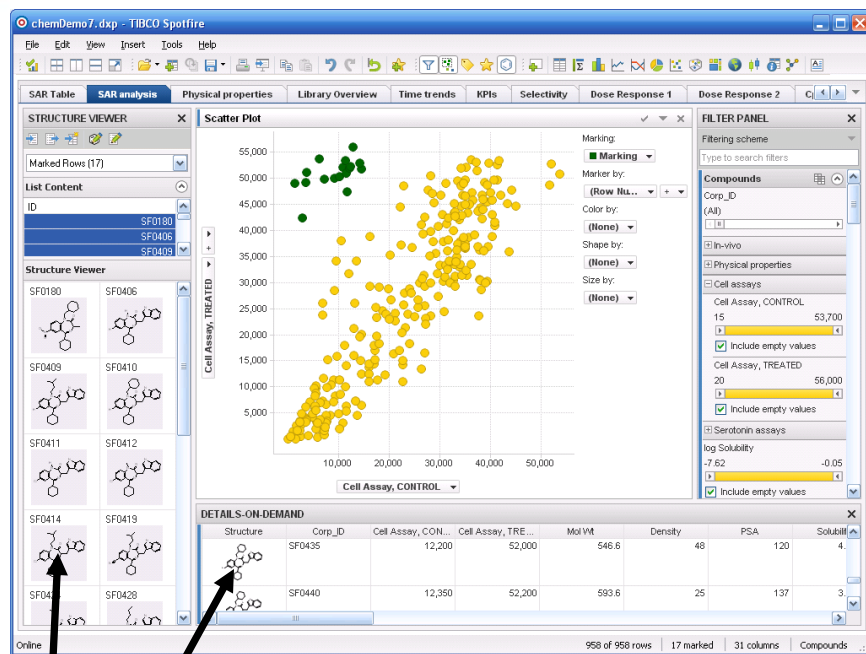 chemDemo7.dxp - TIBCO Spotfire
File Edit View Insert Tools Help
SAR Table SAR analysis Physical properties Library Overview Time trends KPIs Selectivity Dose Response 1 Dose Response 2
STRUCTURE VIEWER
Marked Rows (17)
List Content
ID
SF0180
SF0406
SF0409
Structure Viewer
SF0180 SF0406
SF0409 SF0410
SF0411 SF0412
SF0414 SF0419
SF0428
Scatter Plot
55,000
50,000
45,000
40,000
35,000
30,000
25,000
20,000
15,000
10,000
5,000
Cell Assay, TREATED
10,000 20,000 30,000 40,000 50,000
Cell Assay, CONTROL
Marking:
Marking
Marker by:
(Row Nu... +
Color by:
(None)
Shape by:
(None)
Size by:
(None)
FILTER PANEL
Filtering scheme
Type to search filters
Compounds
Corp_ID
(All)
In-vivo
Physical properties
Cell assays
Cell Assay, CONTROL
15 53,700
Include empty values
Cell Assay, TREATED
20 56,000
Include empty values
Serotonin assays
log Solubility
-7.62 -0.05
Include empty values
DETAILS-ON-DEMAND
Structure Corp_ID Cell Assay, CON... Cell Assay, TRE... Mol Wt Density PSA
SF0435 12,200 52,000 546.6 48 120 4.
SF0440 12,350 52,200 593.6 25 137 3.
Online 958 of 958 rows 17 marked 31 columns Compounds